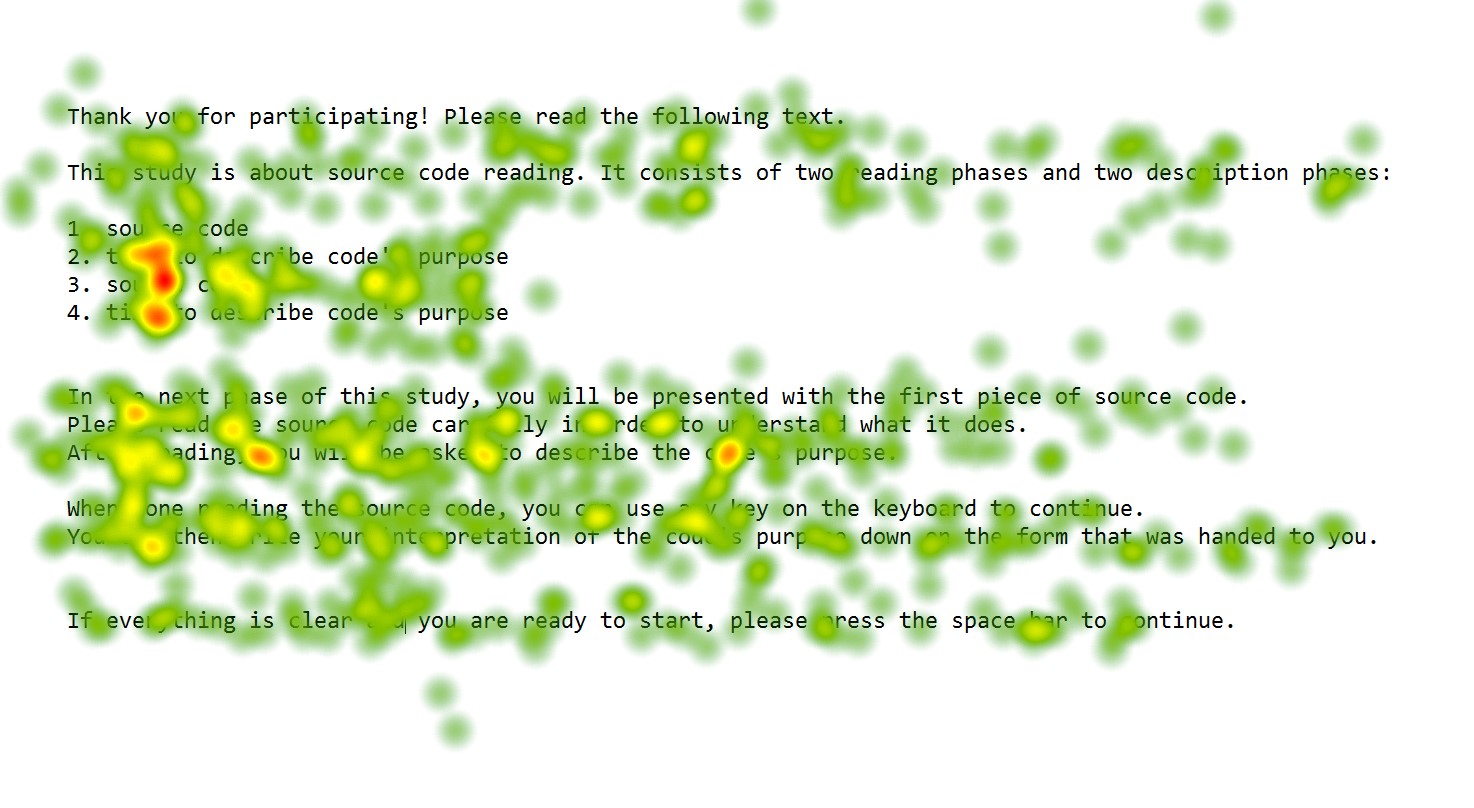 Thank you for participating! Please read the following text.
This study is about source code reading. It consists of two reading phases and two description phases:
1. source code
2. time to describe code's purpose
3. source code
4. time to describe code's purpose
In the next phase of this study, you will be presented with the first piece of source code.
Please read the source code carefully in order to understand what it does.
After reading, you will be asked to describe the code's purpose.
When done reading the source code, you can use any key on the keyboard to continue.
You then write your interpretation of the code's purpose down on the form that was handed to you.
If everything is clear and you are ready to start, please press the space bar to continue.